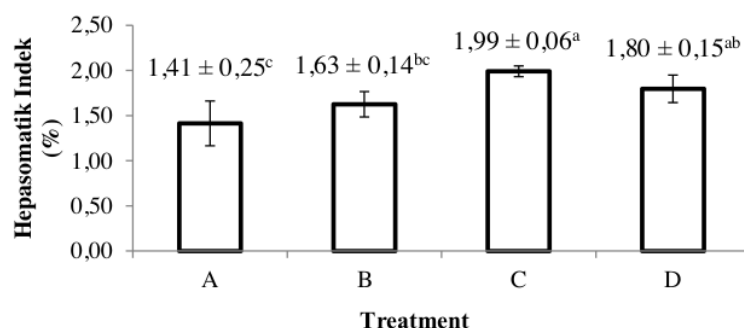 Hepasomatik Indek
(%)
2,50
2,00
1,50
1,00
0,50
0,00
1,41 ± 0,25ᶜ
1,63 ± 0,14ᵇᶜ
1,99 ± 0,06ᵃ
1,80 ± 0,15ᵃᵇ
A B C D
Treatment